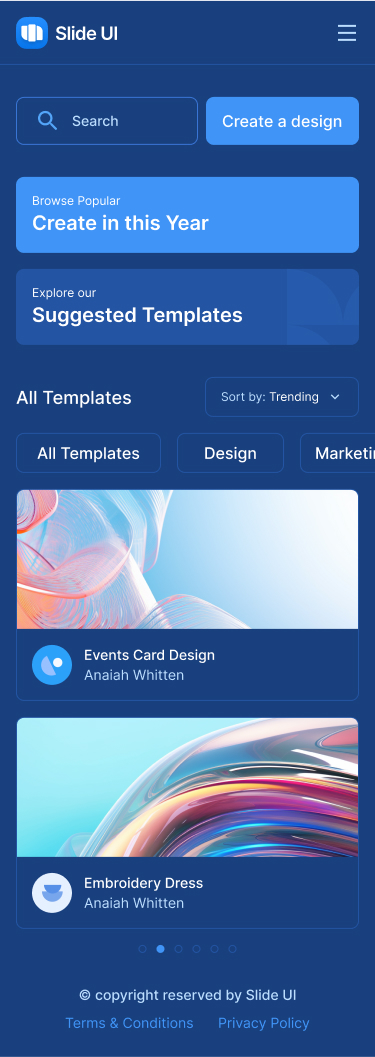 Slide UI
Search
Create a design
Browse Popular
Create in this Year
Explore our
Suggested Templates
All Templates
Sort by: Trending
All Templates
Design
Marketi
Events Card Design
Anaiah Whitten
Embroidery Dress
Anaiah Whitten
© copyright reserved by Slide UI
Terms & Conditions
Privacy Policy